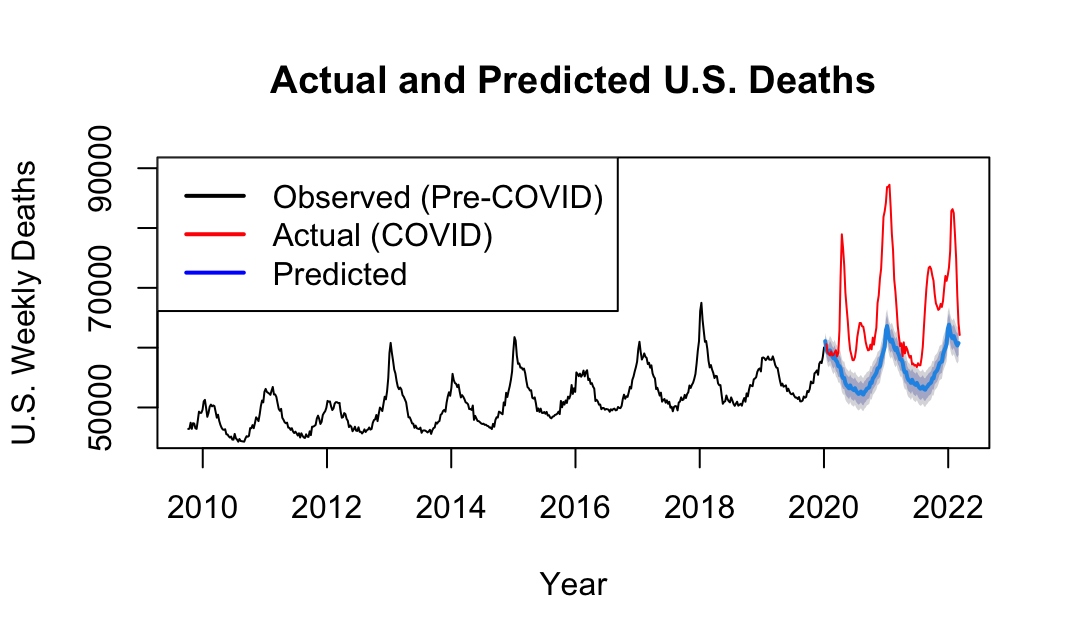 Actual and Predicted U.S. Deaths
U.S. Weekly Deaths
90000
70000
50000
Observed (Pre-COVID)
Actual (COVID)
Predicted
2010 2012 2014 2016 2018 2020 2022
Year